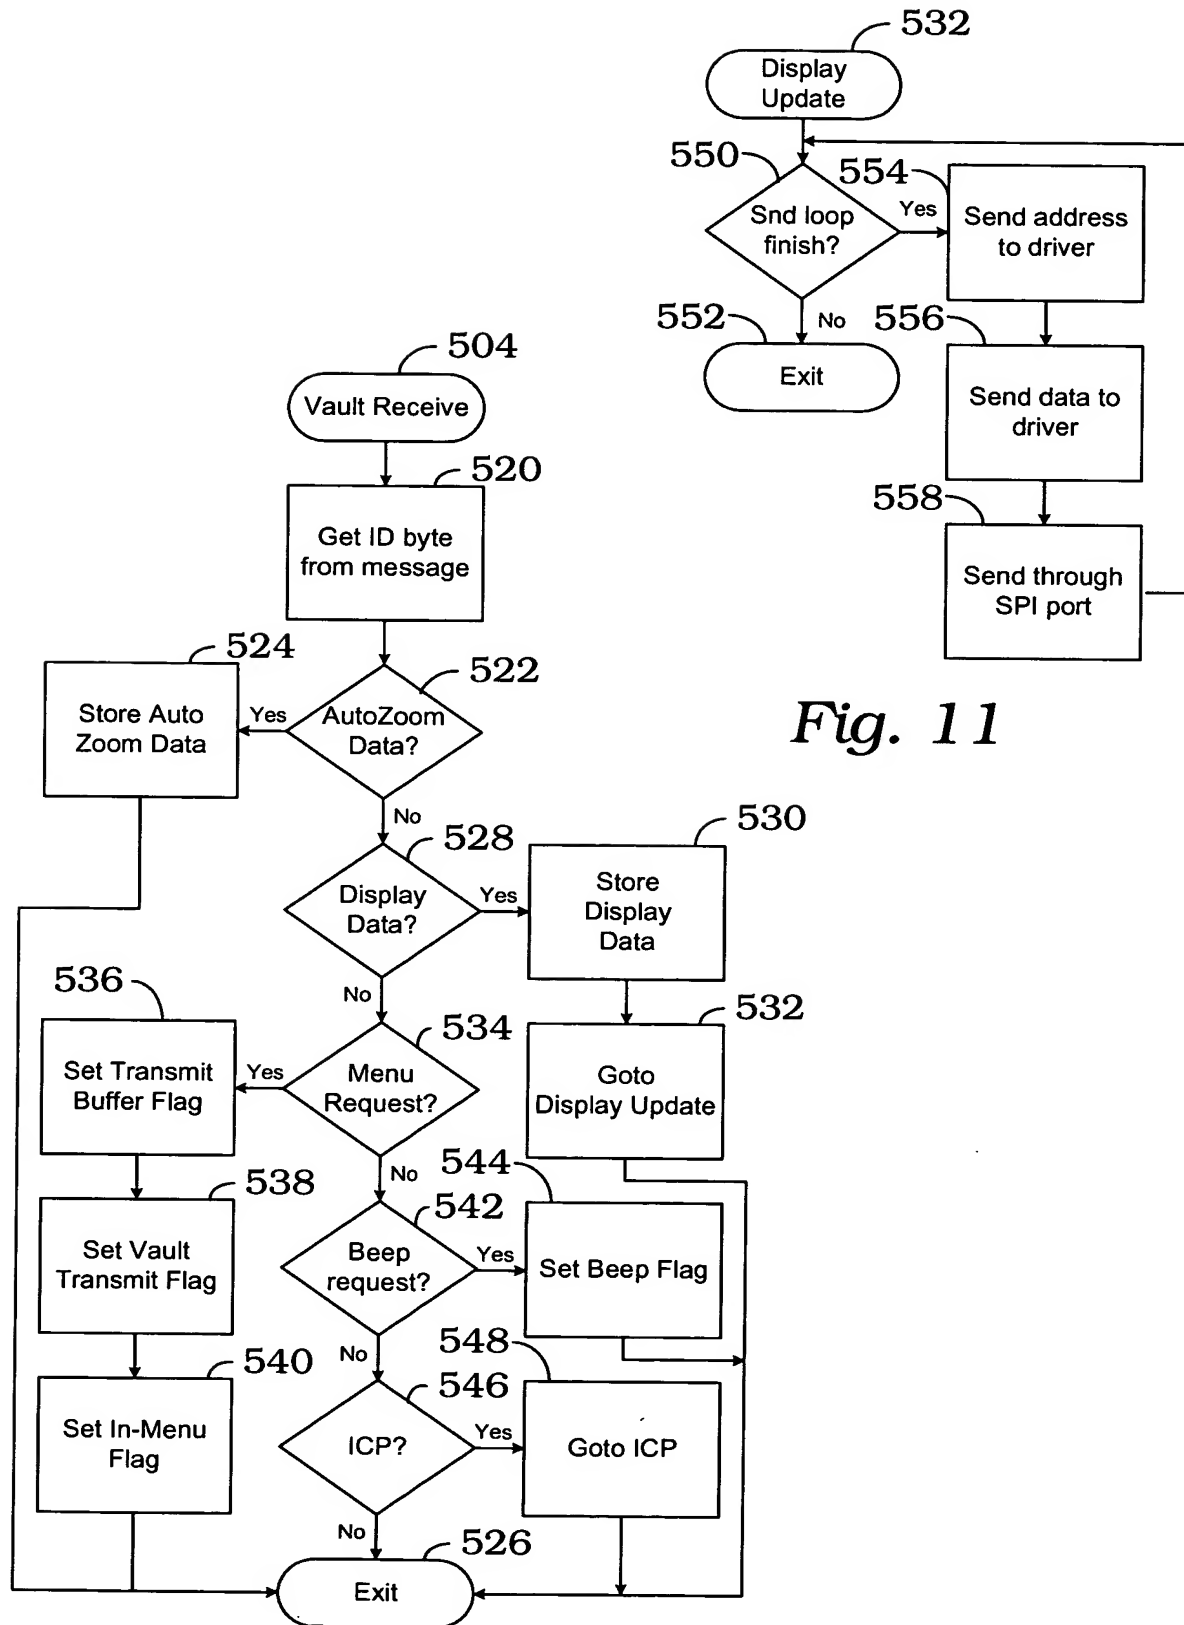 532
Display
Update
550
Snd loop
finish?
Yes
554
Send address
to driver
No
552
Exit
556
Send data to
driver
558
Send through
SPI port
Fig. 11
504
Vault Receive
520
Get ID byte
from message
524
Store Auto
Zoom Data
Yes
522
AutoZoom
Data?
No
528
Display
Data?
Yes
530
Store
Display
Data
No
532
Goto
Display Update
536
Set Transmit
Buffer Flag
Yes
534
Menu
Request?
No
538
Set Vault
Transmit Flag
542
Beep
request?
Yes
544
Set Beep Flag
No
540
Set In-Menu
Flag
546
ICP?
Yes
548
Goto ICP
No
526
Exit